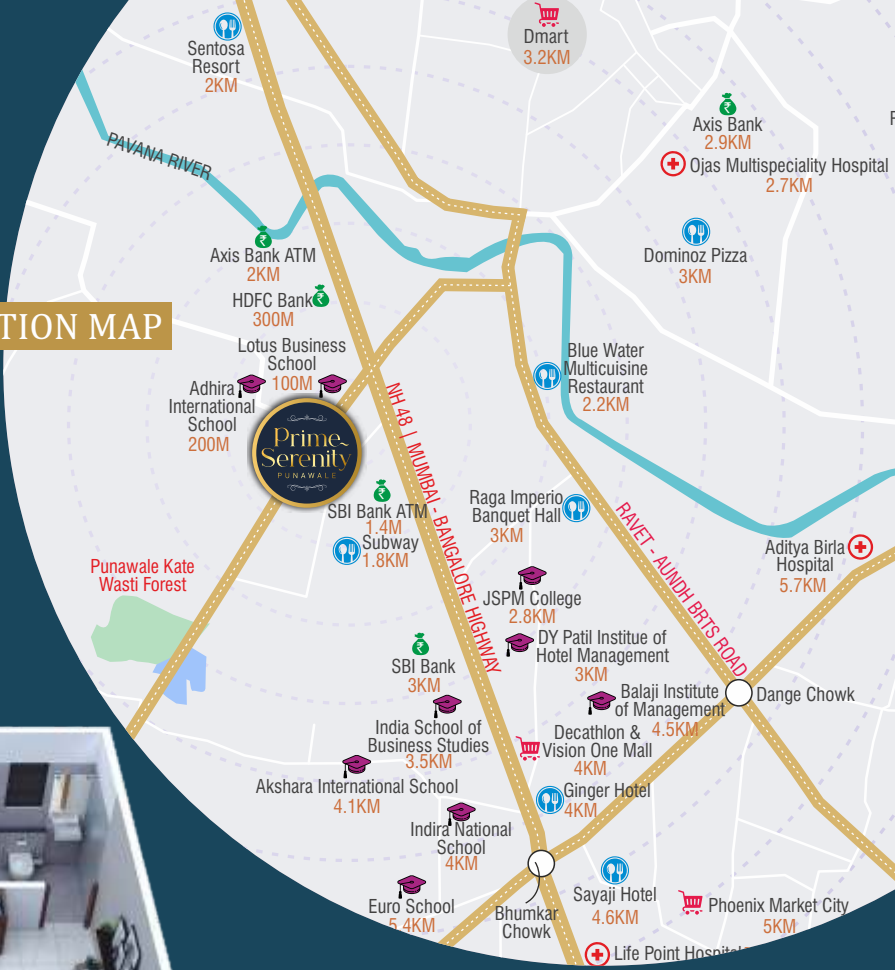 Dmart
3.2KM
Sentosa
Resort
2KM
Axis Bank
2.9KM
Ojas Multispeciality Hospital
2.7KM
PAVANA RIVER
Axis Bank ATM
2KM
Dominoz Pizza
3KM
HDFC Bank
300M
TION MAP
Lotus Business
School
100M
Adhira
International
School
200M
Blue Water
Multicuisine
Restaurant
2.2KM
Prime
Serenity
PUNAWALE
NH 48 | MUMBAI - BANGALORE HIGHWAY
SBI Bank ATM
1.4M
Subway
1.8KM
Raga Imperio
Banquet Hall
3KM
RAVET - AUNDH BRTS ROAD
Aditya Birla
Hospital
5.7KM
Punawale Kate
Wasti Forest
JSPM College
2.8KM
DY Patil Institue of
Hotel Management
3KM
SBI Bank
3KM
Balaji Institute
of Management
4.5KM
Dange Chowk
India School of
Business Studies
3.5KM
Decathlon &
Vision One Mall
4KM
Akshara International School
4.1KM
Ginger Hotel
4KM
Indira National
School
4KM
Euro School
5.4KM
Bhumkar
Chowk
Sayaji Hotel
4.6KM
Phoenix Market City
5KM
Life Point Hospital